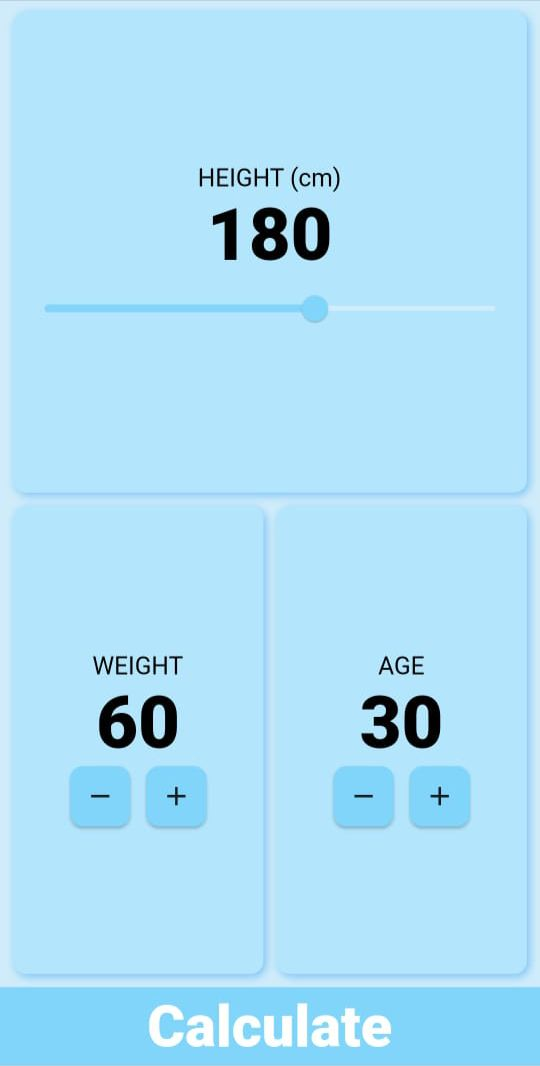 HEIGHT (cm)
180
WEIGHT
60
− +
AGE
30
− +
Calculate